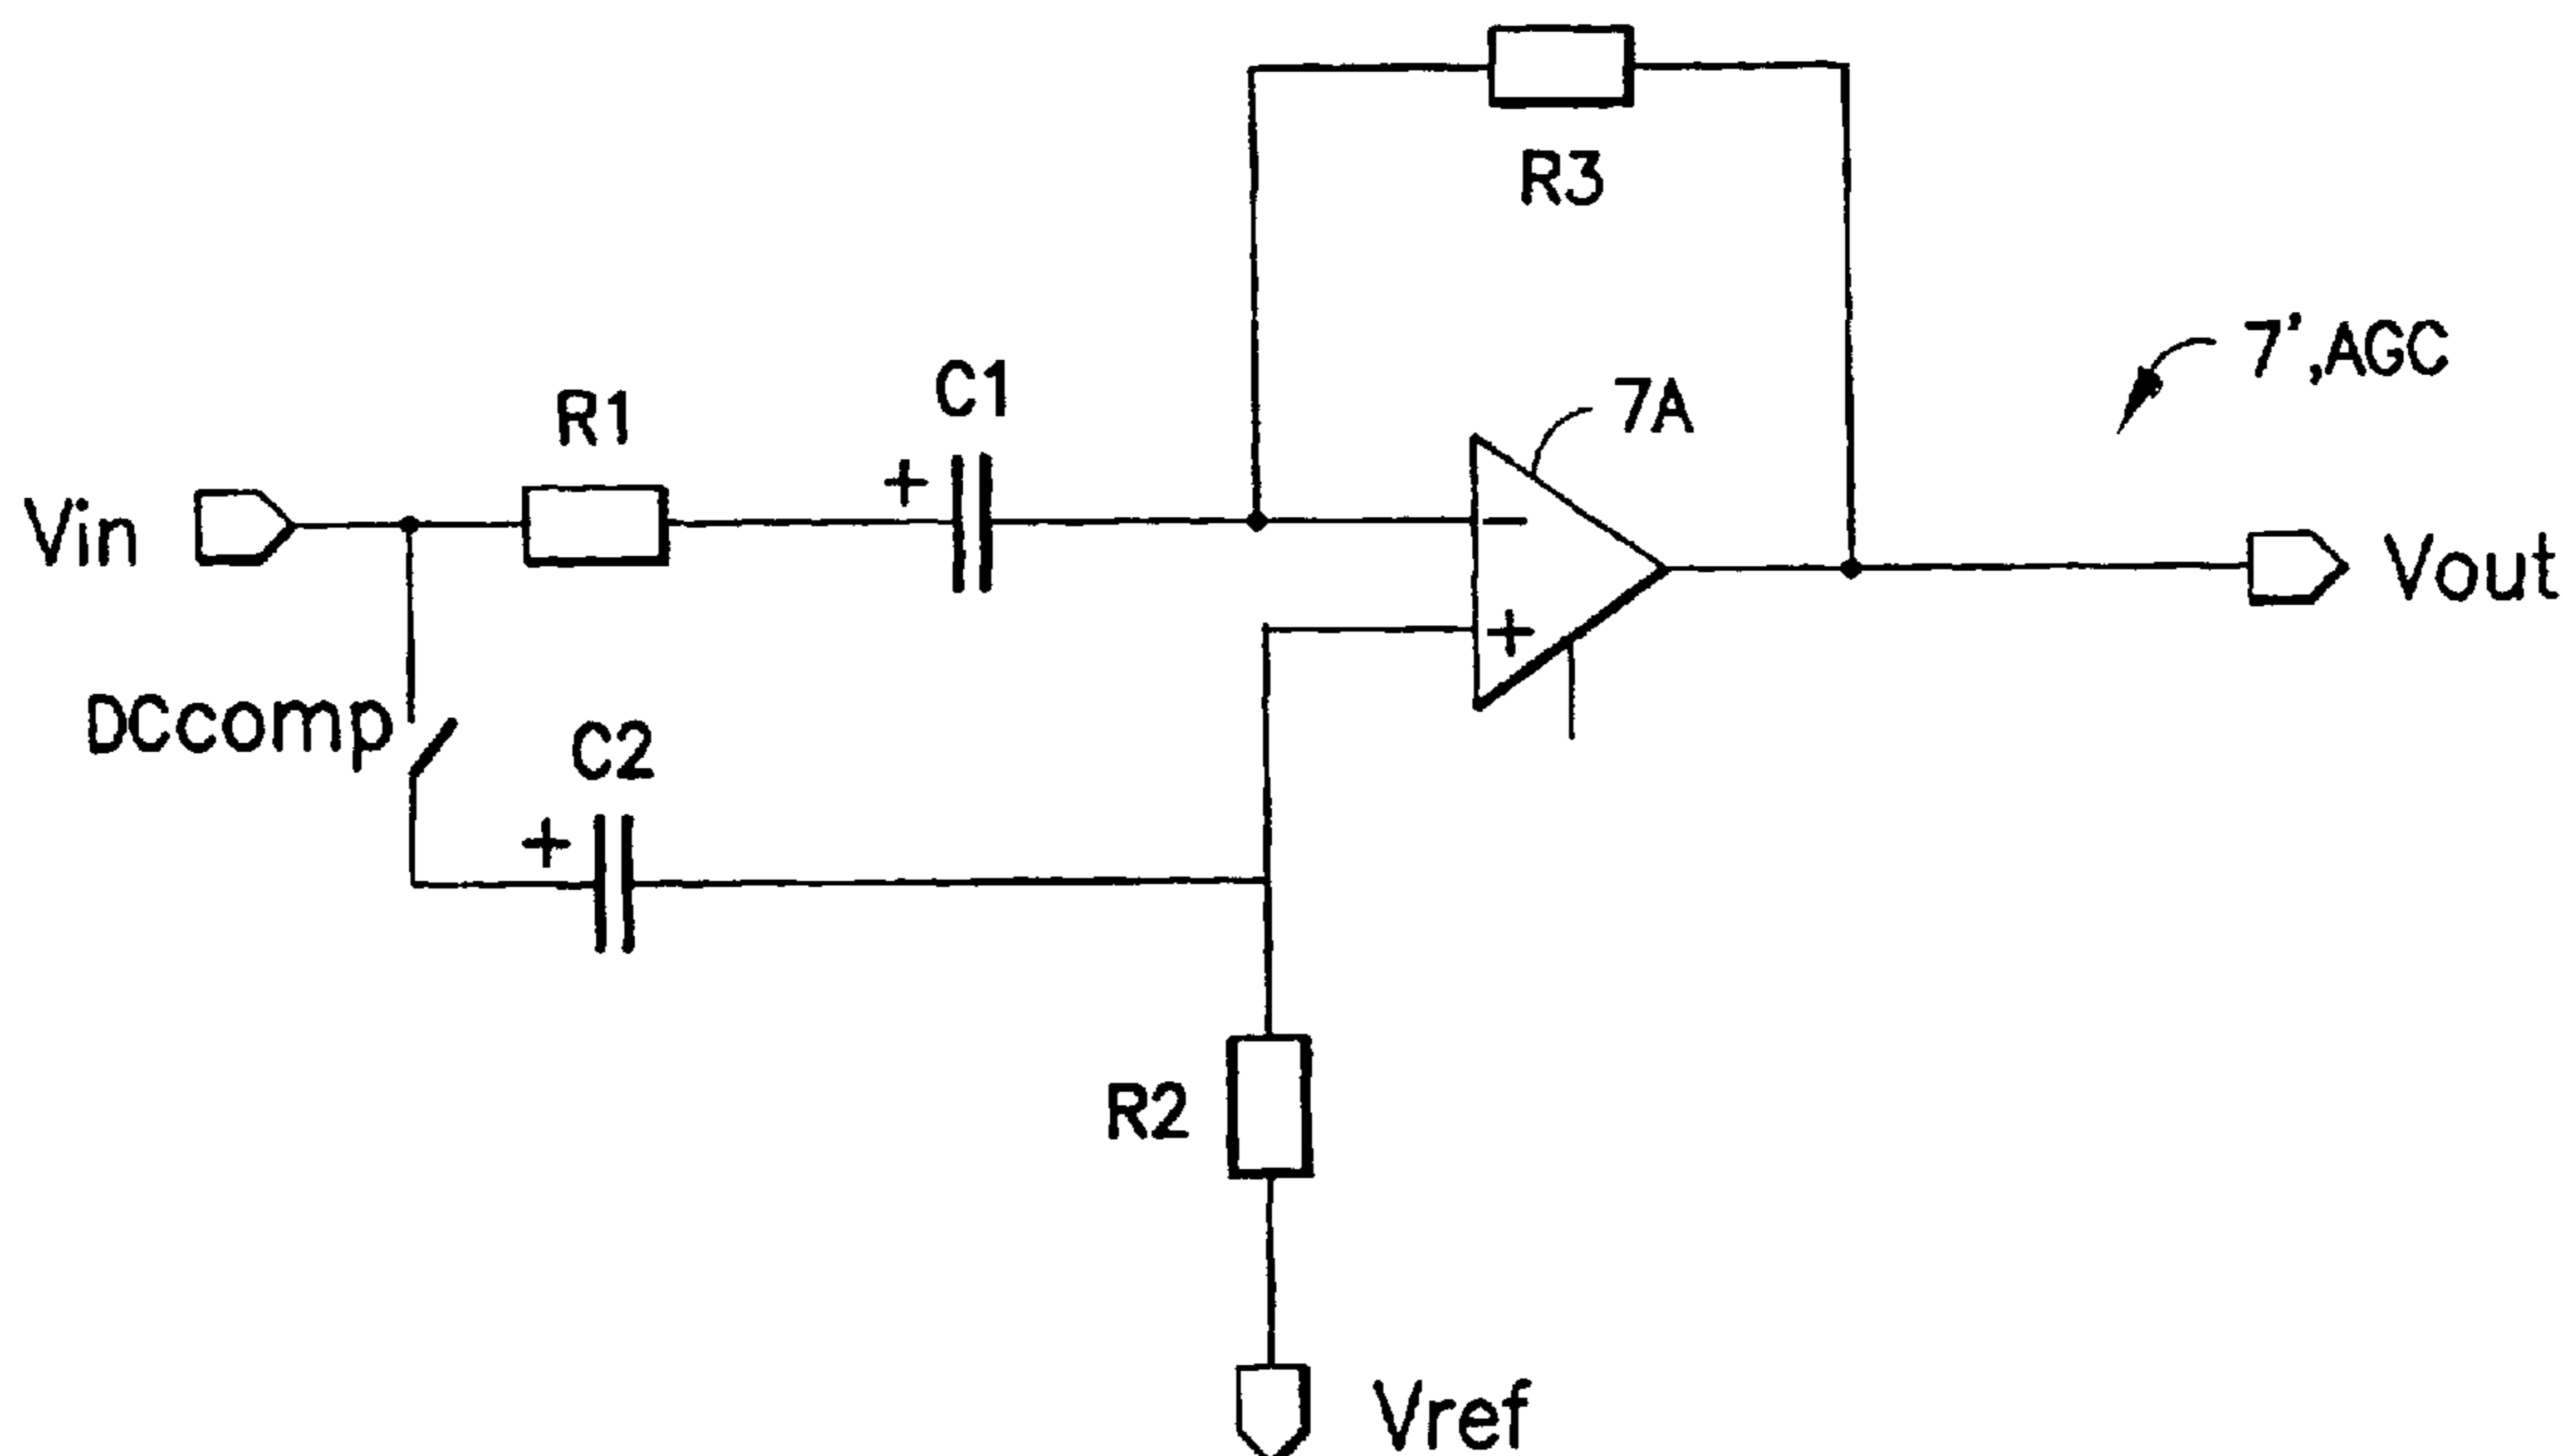 R3
7',AGC
C1
7A
R1
+
−
Vin
Vout
+
DCcomp
C2
+
R2
Vref